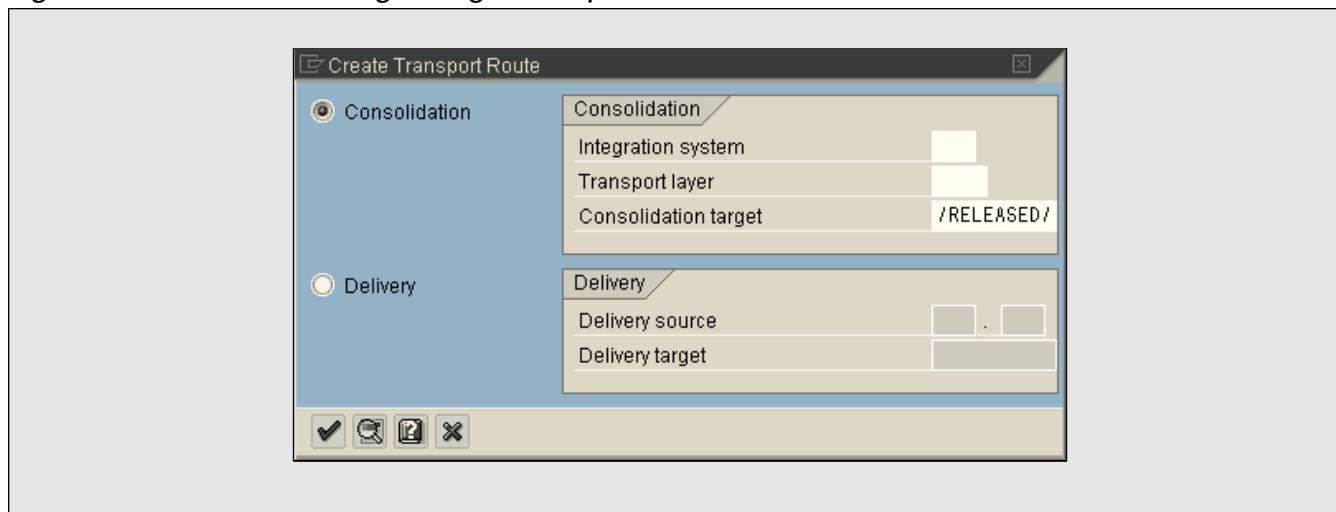 Create Transport Route
Consolidation
Consolidation
Integration system
Transport layer
Consolidation target /RELEASED/
Delivery
Delivery
Delivery source .
Delivery target